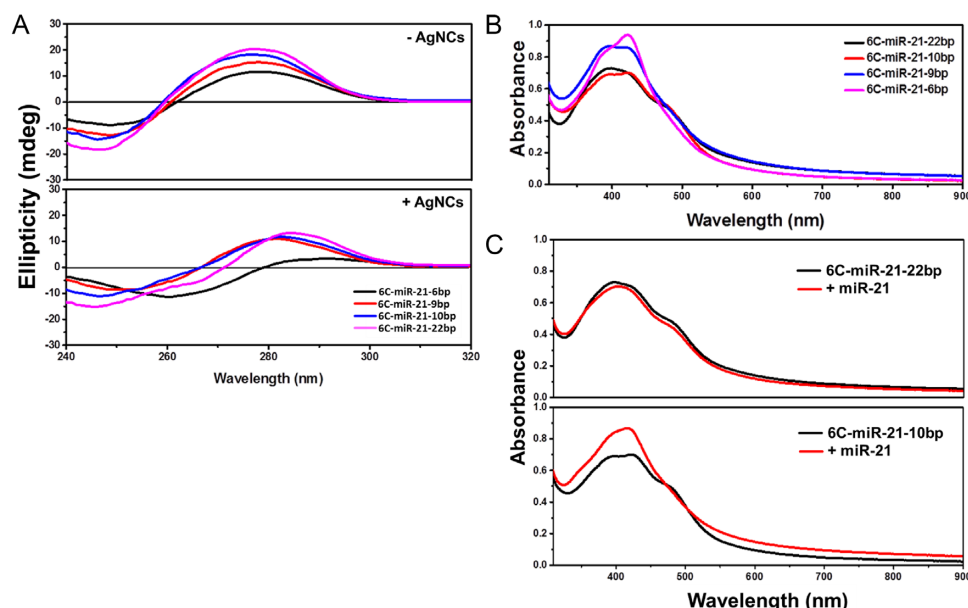 A
Ellipticity (mdeg)
30
20
10
0
-10
-20
-30
- AgNCs
30
20
10
0
-10
-20
-30
+ AgNCs
6C-miR-21-6bp
6C-miR-21-9bp
6C-miR-21-10bp
6C-miR-21-22bp
240 260 280 300 320
Wavelength (nm)
B
Absorbance
1.0
0.8
0.6
0.4
0.2
0.0
6C-miR-21-22bp
6C-miR-21-10bp
6C-miR-21-9bp
6C-miR-21-6bp
400 500 600 700 800 900
Wavelength (nm)
C
Absorbance
1.0
0.8
0.6
0.4
0.2
0.0
6C-miR-21-22bp
+ miR-21
1.0
0.8
0.6
0.4
0.2
0.0
6C-miR-21-10bp
+ miR-21
400 500 600 700 800 900
Wavelength (nm)